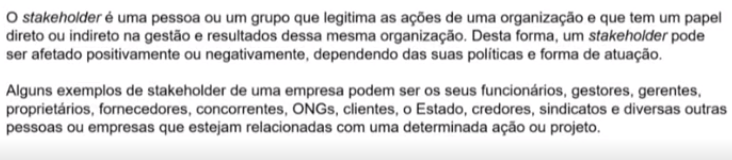 O stakeholder é uma pessoa ou um grupo que legitima as ações de uma organização e que tem um papel
direto ou indireto na gestão e resultados dessa mesma organização. Desta forma, um stakeholder pode
ser afetado positivamente ou negativamente, dependendo das suas políticas e forma de atuação.
Alguns exemplos de stakeholder de uma empresa podem ser os seus funcionários, gestores, gerentes,
proprietários, fornecedores, concorrentes, ONGs, clientes, o Estado, credores, sindicatos e diversas outras
pessoas ou empresas que estejam relacionadas com uma determinada ação ou projeto.